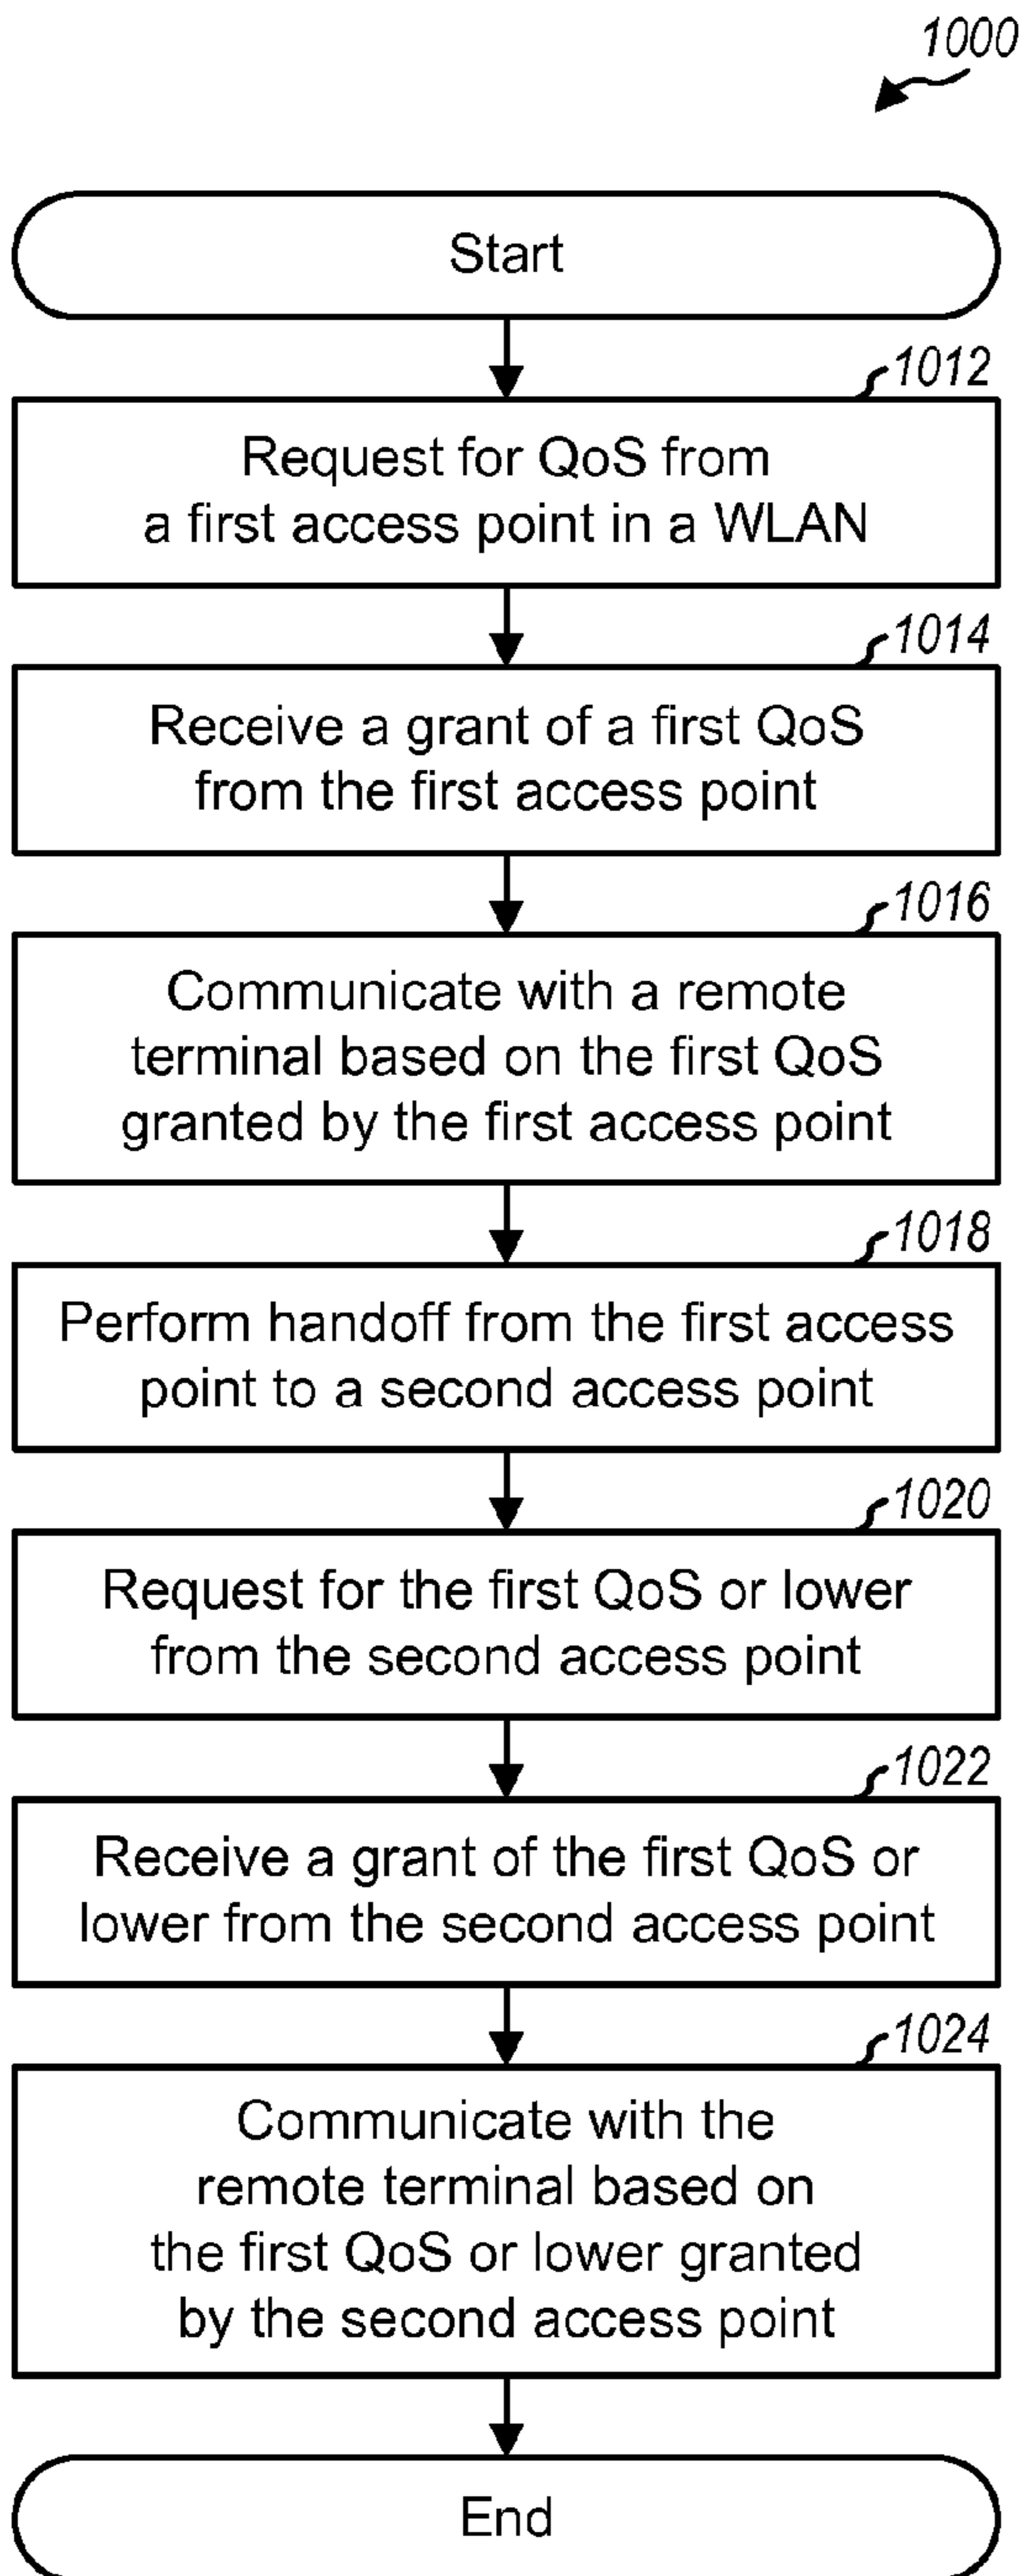 1000
Start
1012
Request for QoS from
a first access point in a WLAN
1014
Receive a grant of a first QoS
from the first access point
1016
Communicate with a remote
terminal based on the first QoS
granted by the first access point
1018
Perform handoff from the first access
point to a second access point
1020
Request for the first QoS or lower
from the second access point
1022
Receive a grant of the first QoS or
lower from the second access point
1024
Communicate with the
remote terminal based on
the first QoS or lower granted
by the second access point
End